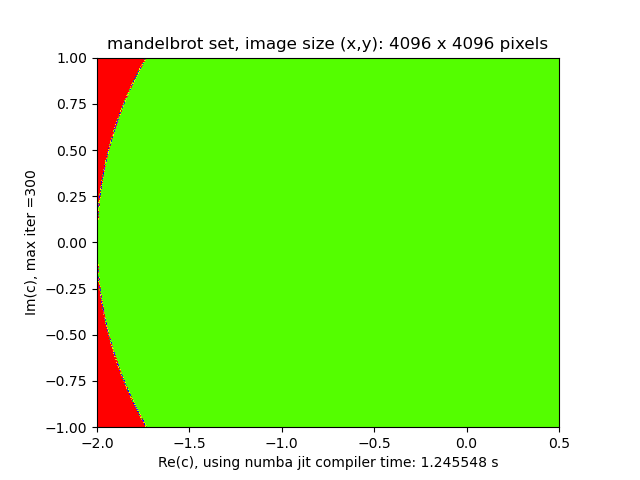 mandelbrot set, image size (x,y): 4096 x 4096 pixels
1.00
0.75
0.50
0.25
0.00
−0.25
−0.50
−0.75
−1.00
Im(c), max iter =300
−2.0 −1.5 −1.0 −0.5 0.0 0.5
Re(c), using numba jit compiler time: 1.245548 s